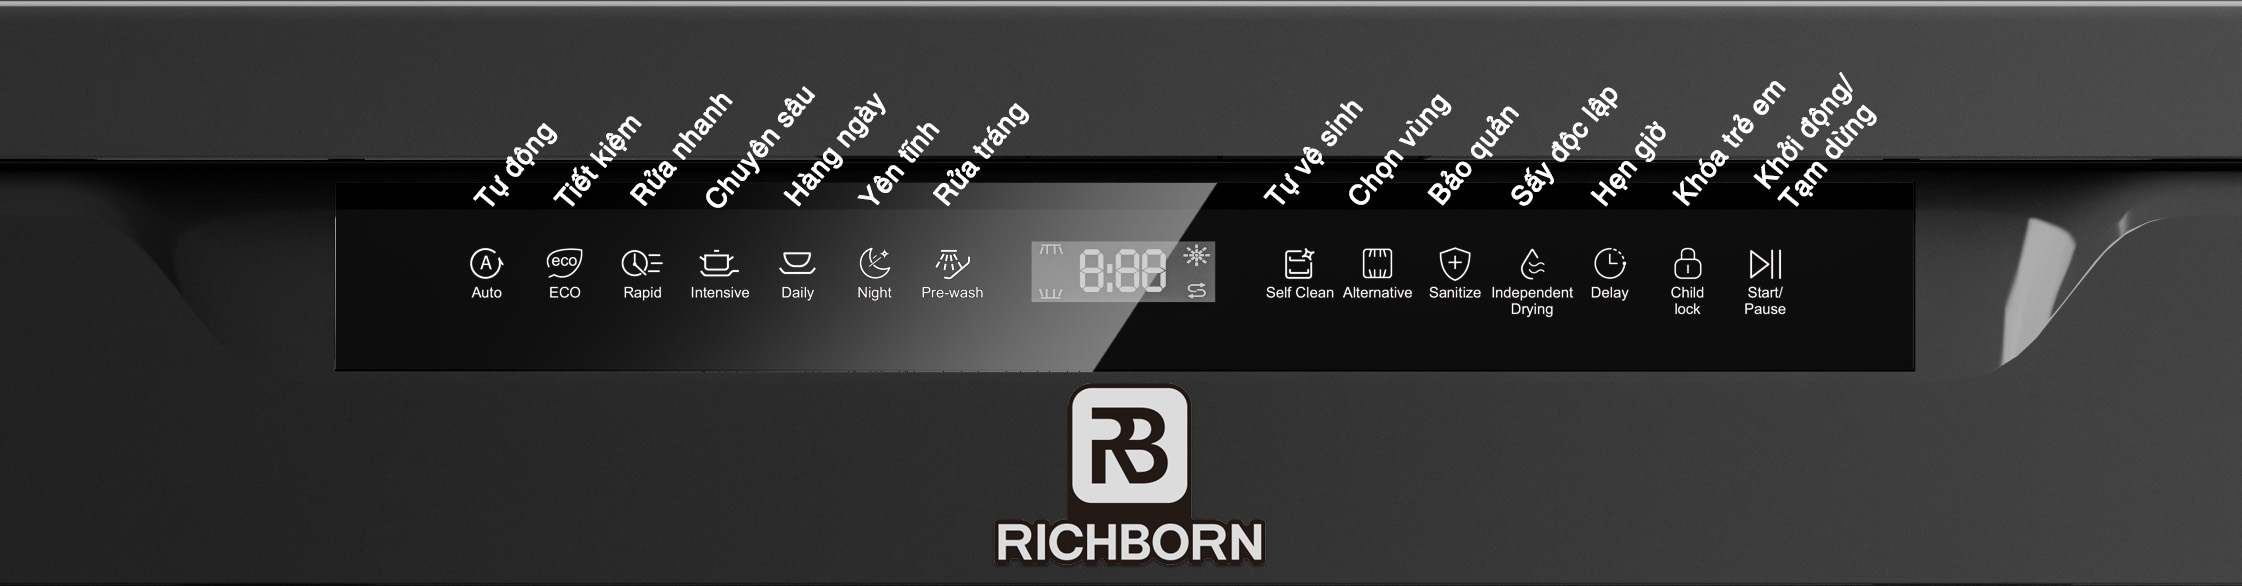 Tự động
Tiết kiệm
Rửa nhanh
Chuyên sâu
Hàng ngày
Yên tĩnh
Rửa tráng
Tự vệ sinh
Chọn vùng
Bảo quản
Sấy độc lập
Hẹn giờ
Khóa trẻ em
Khởi động/
Tạm dừng
A
eco
8:88
Auto
ECO
Rapid
Intensive
Daily
Night
Pre-wash
Self Clean
Alternative
Sanitize
Independent
Drying
Delay
Child
lock
Start/
Pause
RB
RICHBORN